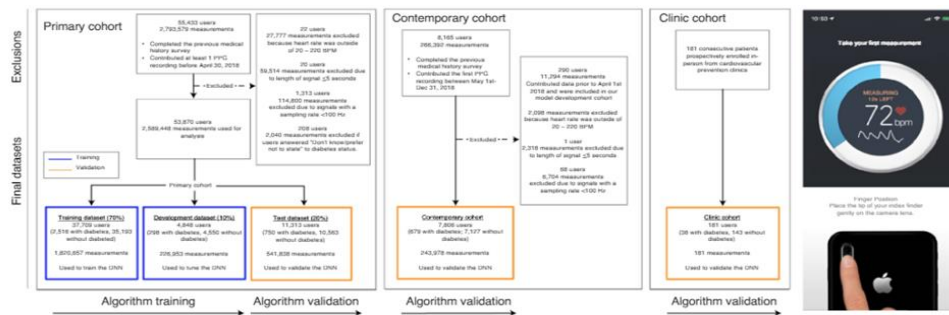 Primary cohort
55,433 users
2,793,579 measurements
• Completed the previous medical
history survey
• Contributed at least 1 PPG
recording before April 30, 2018
Excluded
22 users
27,777 measurements excluded
because heart rate was outside
of 20 – 220 BPM
20 users
59,514 measurements excluded due
to length of signal ≤5 seconds
1,313 users
114,800 measurements
excluded due to signals with a
sampling rate <100 Hz
208 users
2,040 measurements excluded if
users answered "Don't know/prefer
not to state" to diabetes status.
53,870 users
2,589,448 measurements used for
analysis
Training
Validation
Primary cohort
Training dataset (70%)
37,709 users
(2,516 with diabetes, 35,193
without diabetes)
1,820,657 measurements
Used to train the DNN
Development dataset (10%)
4,848 users
(298 with diabetes, 4,550 without
diabetes)
226,953 measurements
Used to tune the DNN
Test dataset (20%)
11,313 users
(750 with diabetes, 10,563
without diabetes)
541,838 measurements
Used to validate the DNN
Exclusions
Final datasets
Algorithm training
Algorithm validation
Contemporary cohort
8,165 users
266,392 measurements
• Completed the previous medical
history survey
• Contributed the first PPG
recording between May 1st-
Dec 31, 2018
Excluded
290 users
11,294 measurements
Contributed data prior to April 1st
2018 and were included in our
model development cohort
2,098 measurements excluded
because heart rate was outside of
20 – 220 BPM
1 user
2,318 measurements excluded due
to length of signal ≤5 seconds
68 users
6,704 measurements
excluded due to signals with a
sampling rate <100 Hz
Contemporary cohort
7,806 users
(679 with diabetes; 7,127 without
diabetes)
243,978 measurements
Used to validate the DNN
Algorithm validation
Clinic cohort
181 consecutive patients
prospectively enrolled in-
person from cardiovascular
prevention clinics
Clinic cohort
181 users
(38 with diabetes, 143 without
diabetes)
181 measurements
Used to validate the DNN
Algorithm validation
Take your first measurement
MEASURING
72 bpm
Finger Position
Place the tip of your index finger
gently on the camera lens.